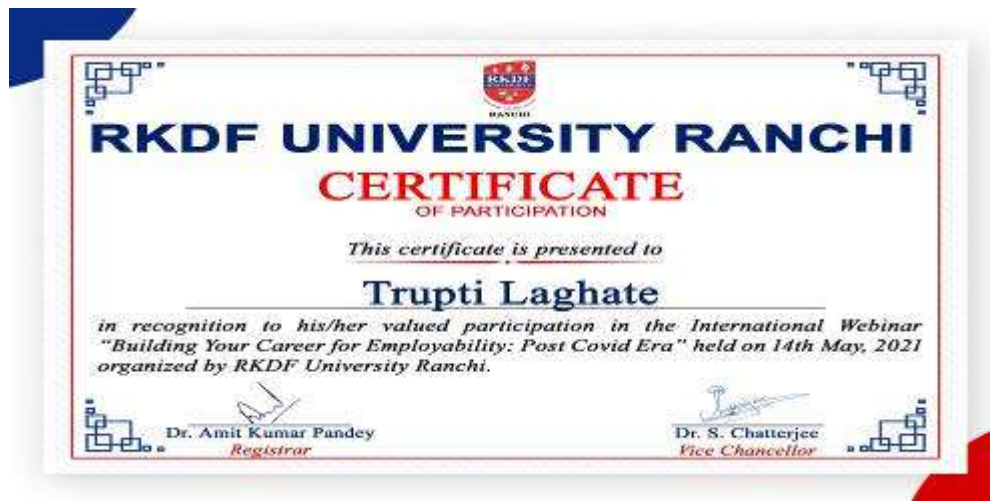 RKDF
RANCHI
RKDF UNIVERSITY RANCHI
CERTIFICATE
OF PARTICIPATION
This certificate is presented to
Trupti Laghate
in recognition to his/her valued participation in the International Webinar
“Building Your Career for Employability: Post Covid Era” held on 14th May, 2021
organized by RKDF University Ranchi.
Dr. Amit Kumar Pandey
Registrar
Dr. S. Chatterjee
Vice Chancellor